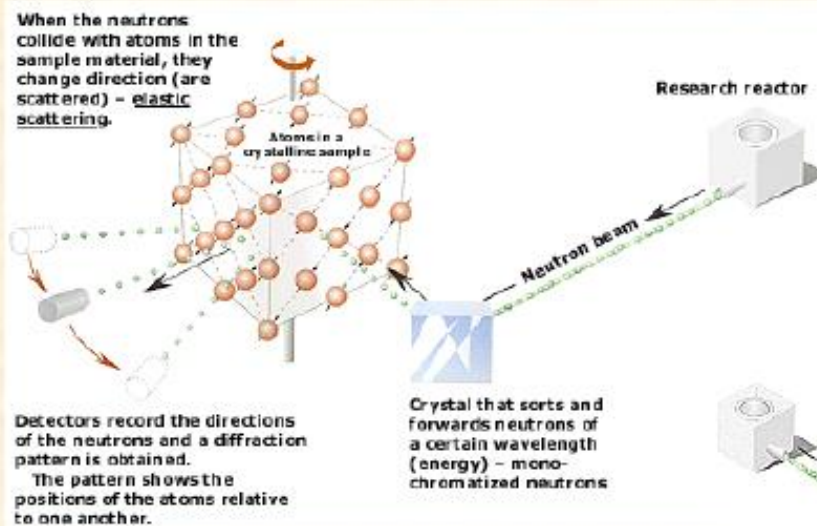 When the neutrons
collide with atoms in the
sample material, they
change direction (are
scattered) – elastic
scattering.
Atoms in a
crystalline sample
Research reactor
Neutron beam
Detectors record the directions
of the neutrons and a diffraction
pattern is obtained.
The pattern shows the
positions of the atoms relative
to one another.
Crystal that sorts and
forwards neutrons of
a certain wavelength
(energy) – mono-
chromatized neutrons